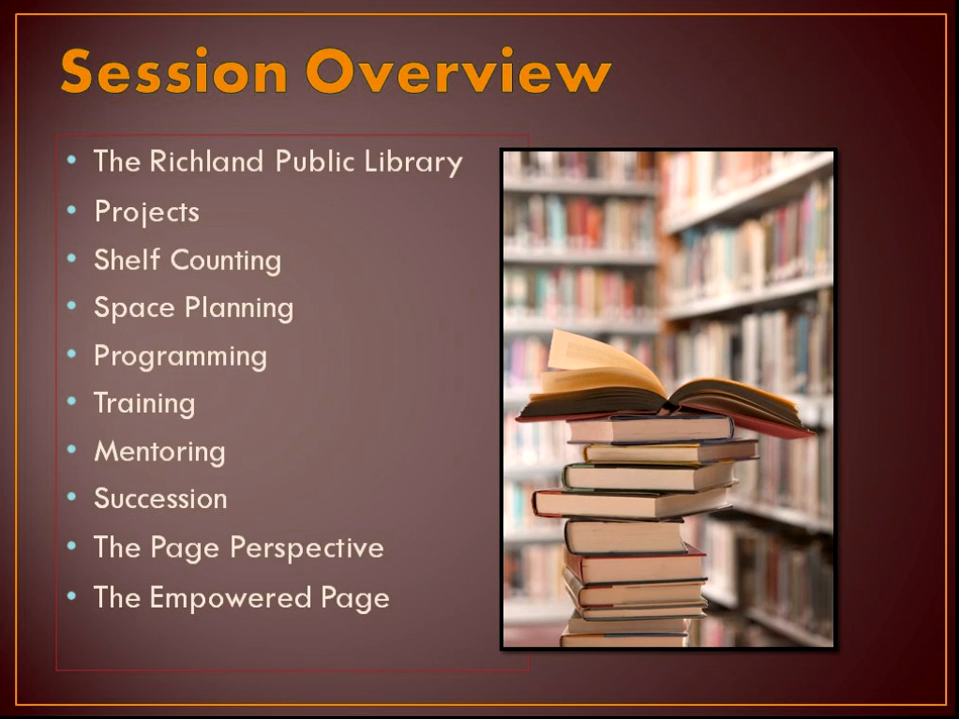 Session Overview
• The Richland Public Library
• Projects
• Shelf Counting
• Space Planning
• Programming
• Training
• Mentoring
• Succession
• The Page Perspective
• The Empowered Page